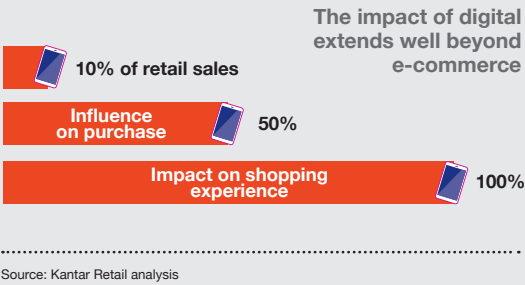 The impact of digital
extends well beyond
e-commerce
10% of retail sales
Influence
on purchase
50%
Impact on shopping
experience
100%
Source: Kantar Retail analysis